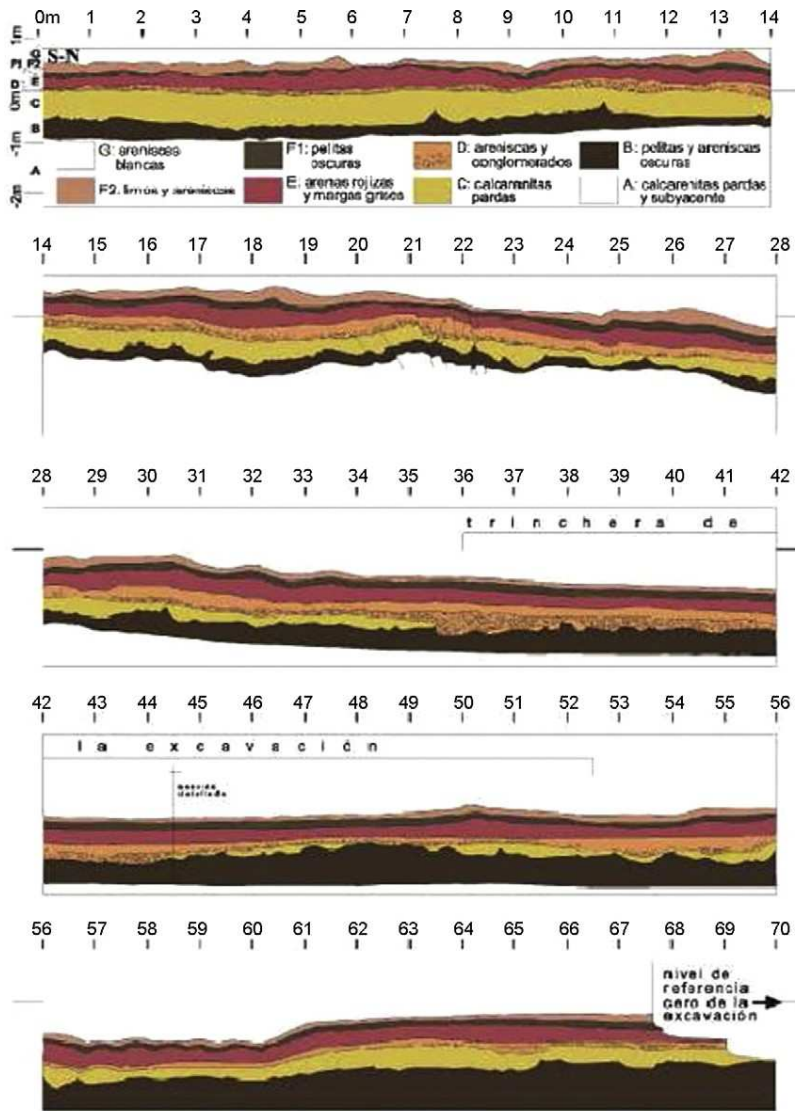 0m 1 2 3 4 5 6 7 8 9 10 11 12 13 14
1m
S-N
G
E
D
0m
C
B
-1m
A
-2m
G: areniscas blancas
F1: pelitas oscuras
D: areniscas y conglomerados
B: pelitas y areniscas oscuras
F2: limos y areniscas
E: arenas rojizas y margas grises
C: calcarenitas pardas
A: calcarenitas pardas y subyacente
14 15 16 17 18 19 20 21 22 23 24 25 26 27 28
28 29 30 31 32 33 34 35 36 37 38 39 40 41 42
trinchera de
42 43 44 45 46 47 48 49 50 51 52 53 54 55 56
la excavación
56 57 58 59 60 61 62 63 64 65 66 67 68 69 70
nivel de
referencia
cero de la
excavación